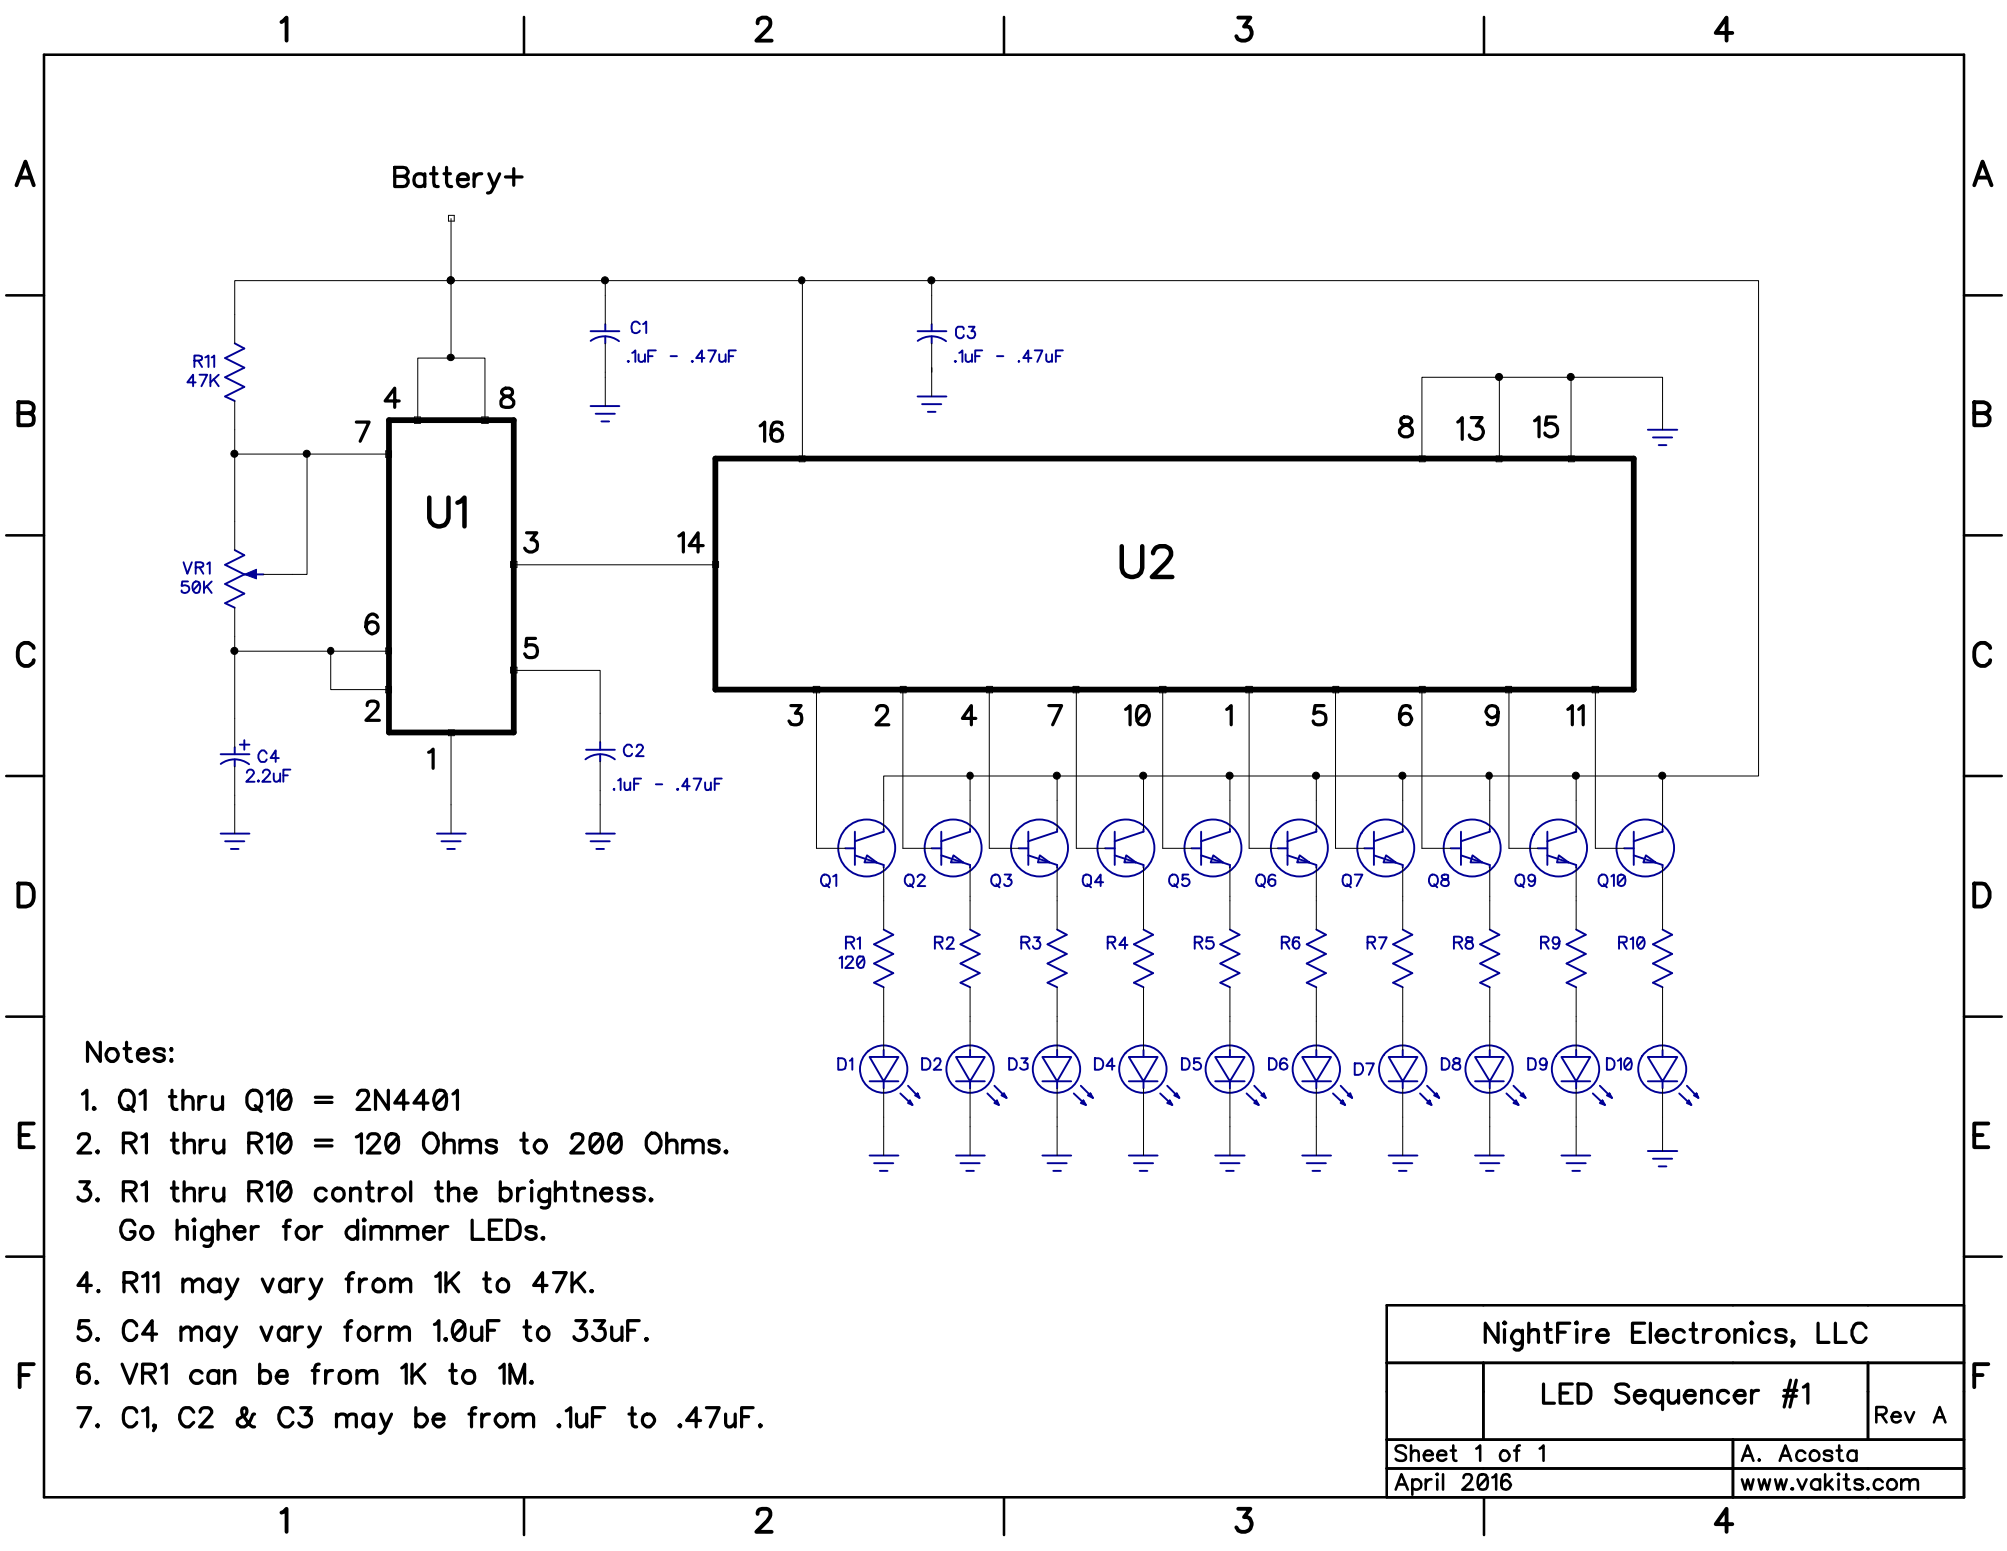 1 2 3 4
A A
Battery+
C1
.1uF - .47uF
C3
.1uF - .47uF
R11
47K
B B
4 8
7
16
8 13 15
U1
3
14
U2
VR1
50K
6
5
C C
2
3 2 4 7 10 1 5 6 9 11
1
+
C4
2.2uF
C2
.1uF - .47uF
Q1 Q2 Q3 Q4 Q5 Q6 Q7 Q8 Q9 Q10
D D
R1 R2 R3 R4 R5 R6 R7 R8 R9 R10
120
D1 D2 D3 D4 D5 D6 D7 D8 D9 D10
E E
Notes:
1. Q1 thru Q10 = 2N4401
2. R1 thru R10 = 120 Ohms to 200 Ohms.
3. R1 thru R10 control the brightness.
Go higher for dimmer LEDs.
4. R11 may vary from 1K to 47K.
5. C4 may vary form 1.0uF to 33uF.
6. VR1 can be from 1K to 1M.
7. C1, C2 & C3 may be from .1uF to .47uF.
F F
NightFire Electronics, LLC
LED Sequencer #1
Rev A
Sheet 1 of 1
A. Acosta
April 2016
www.vakits.com
1 2 3 4